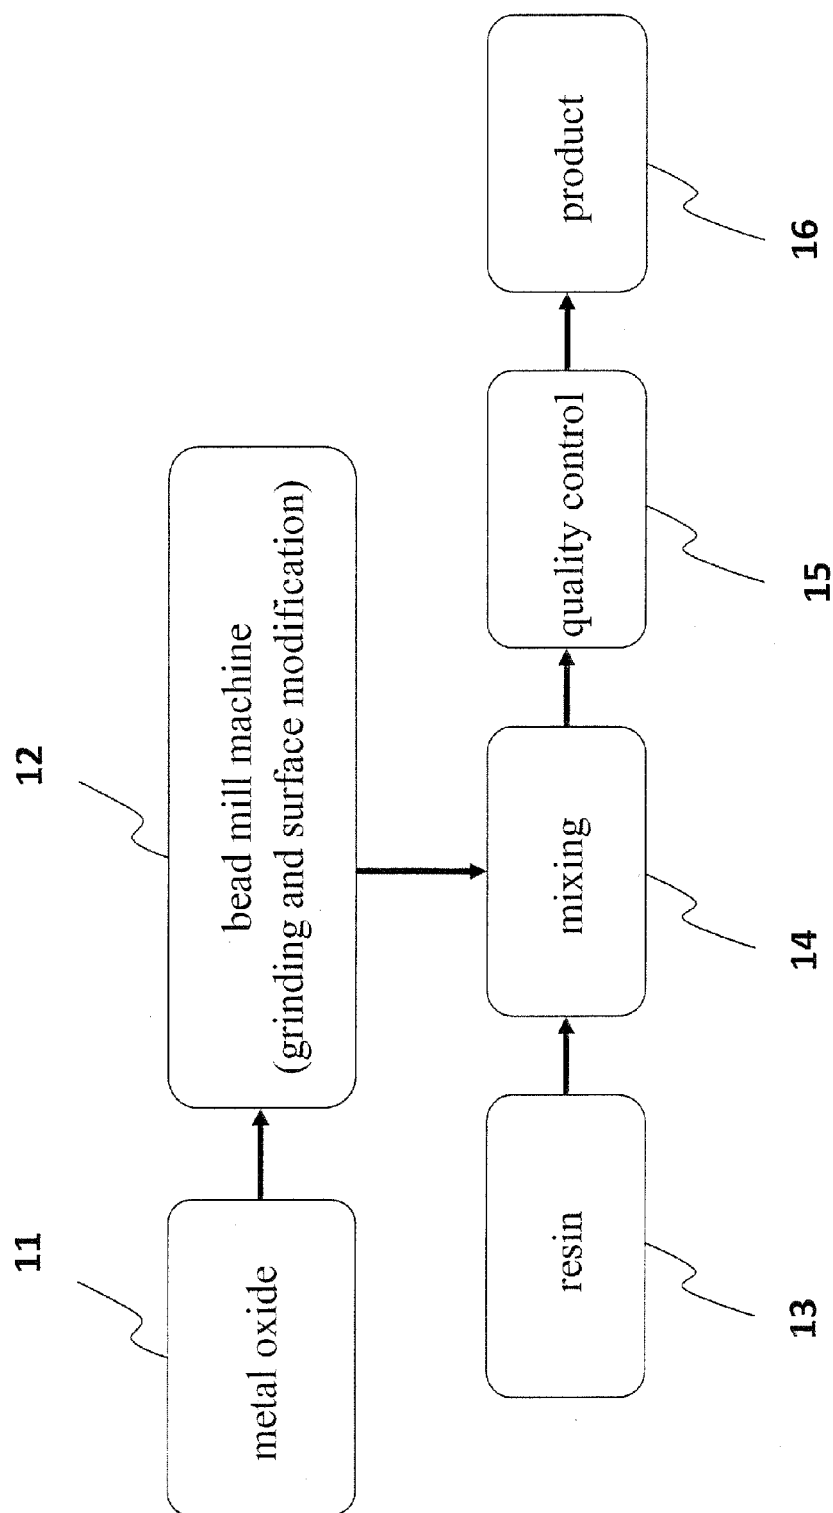 11
12
metal oxide
bead mill machine
(grinding and surface modification)
resin
mixing
quality control
product
13
14
15
16